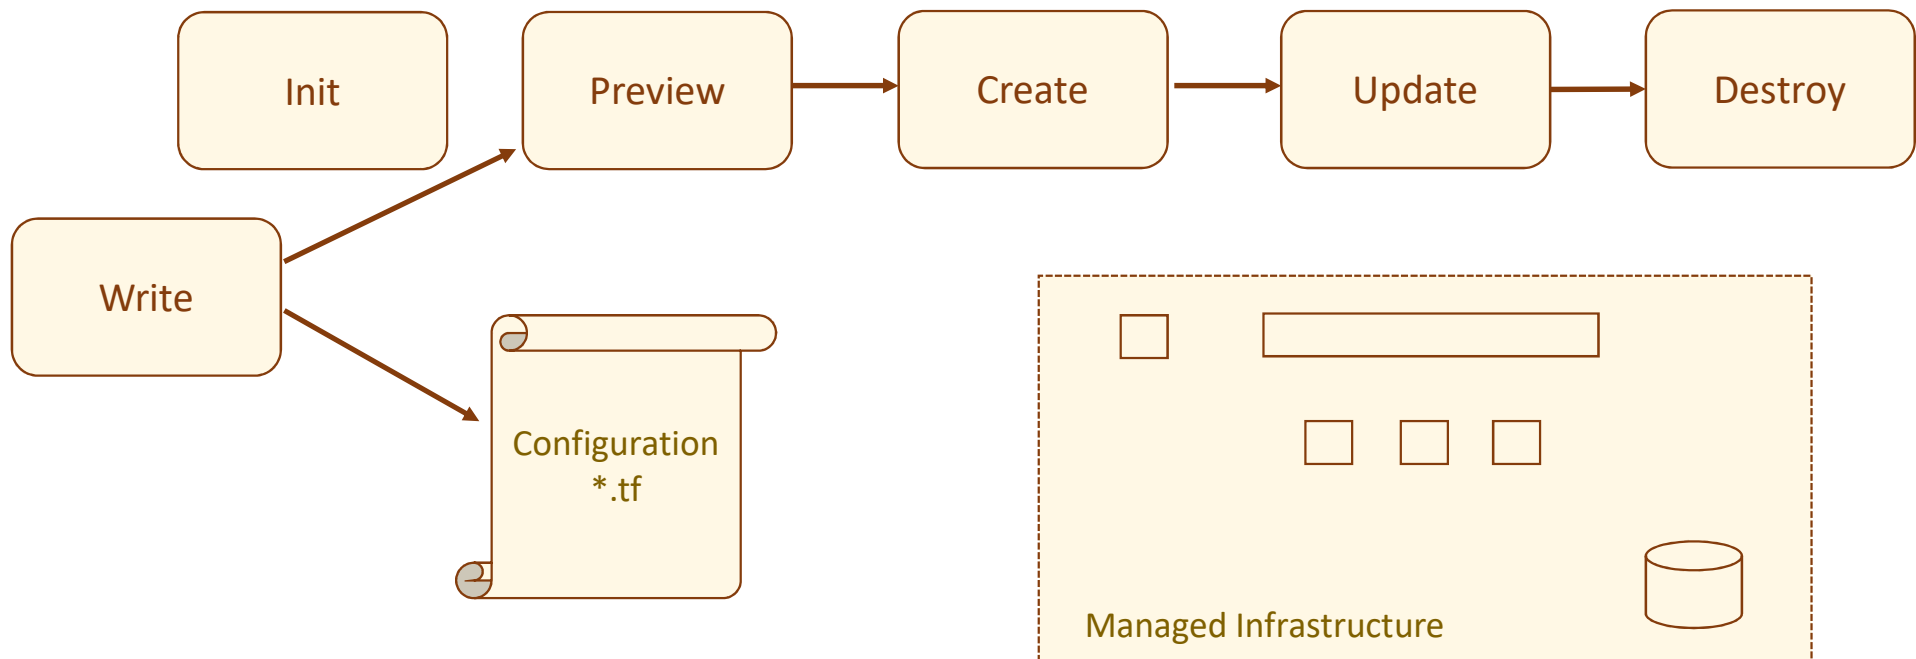 Init
Preview
Create
Update
Destroy
Write
Configuration
*.tf
Managed Infrastructure